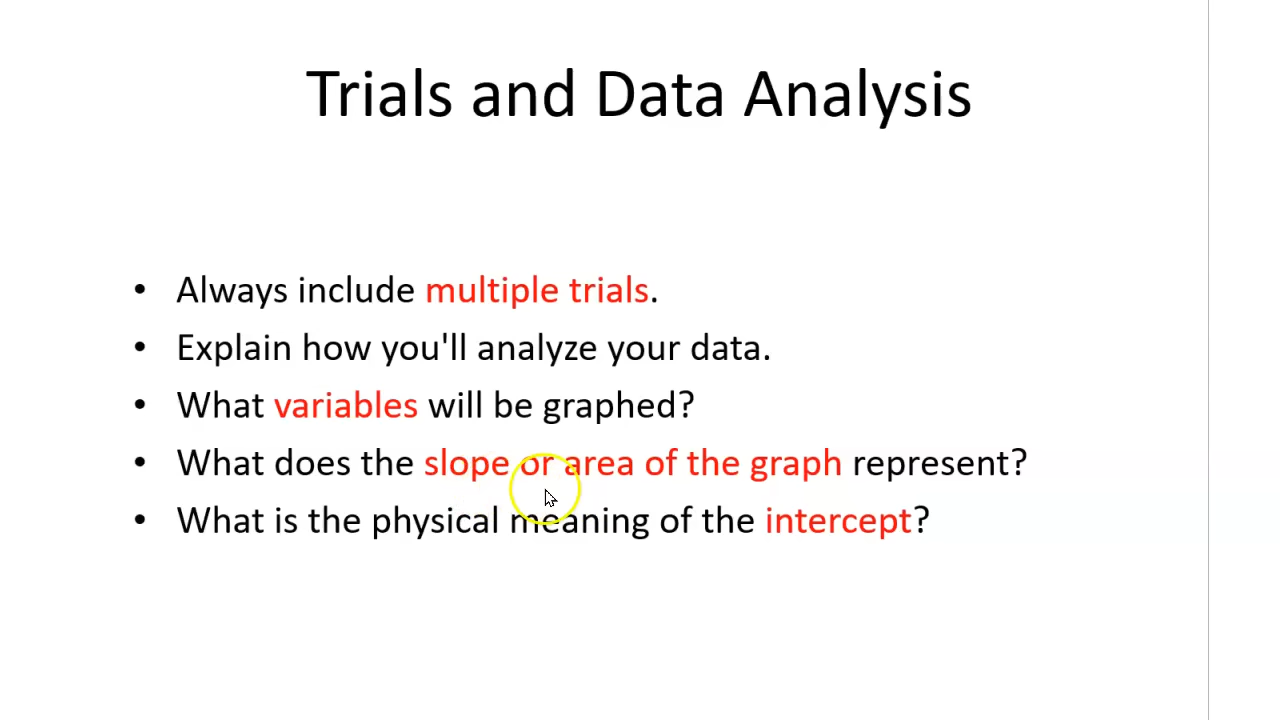 Trials and Data Analysis
• Always include multiple trials.
• Explain how you'll analyze your data.
• What variables will be graphed?
• What does the slope or area of the graph represent?
• What is the physical meaning of the intercept?